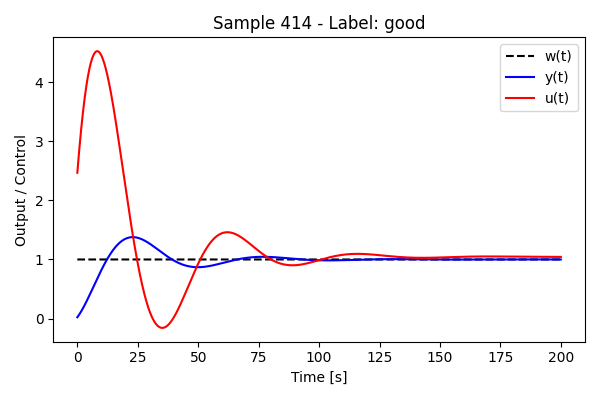 Sample 414 - Label: good
w(t)
y(t)
u(t)
Output / Control
4
3
2
1
0
0 25 50 75 100 125 150 175 200
Time [s]